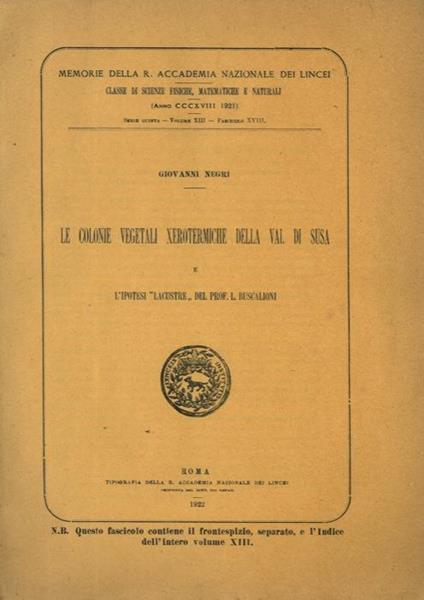 MEMORIE DELLA R. ACCADEMIA NAZIONALE DEI LINCEI
CLASSE DI SCIENZE FISICHE, MATEMATICHE E NATURALI
(ANNO CCCXVIII 1921)
SERIE QUINTA — VOLUME XIII — FASCICOLO XVIII.
GIOVANNI NEGRI
LE COLONIE VEGETALI XEROTERMICHE DELLA VAL DI SUSA
E
L'IPOTESI "LACUSTRE„ DEL PROF. L. BUSCALIONI
ROMA
TIPOGRAFIA DELLA R. ACCADEMIA NAZIONALE DEI LINCEI
1922
N.B. Questo fascicolo contiene il frontespizio, separato, e l'Indice
dell'intero volume XIII.